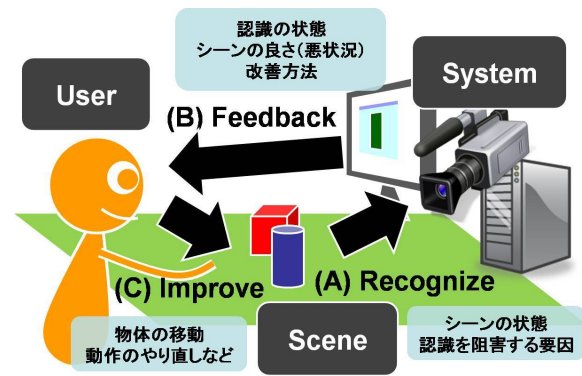 認識の状態
シーンの良さ(悪状況)
改善方法
User
System
(B) Feedback
(C) Improve
(A) Recognize
物体の移動
動作のやり直しなど
Scene
シーンの状態
認識を阻害する要因